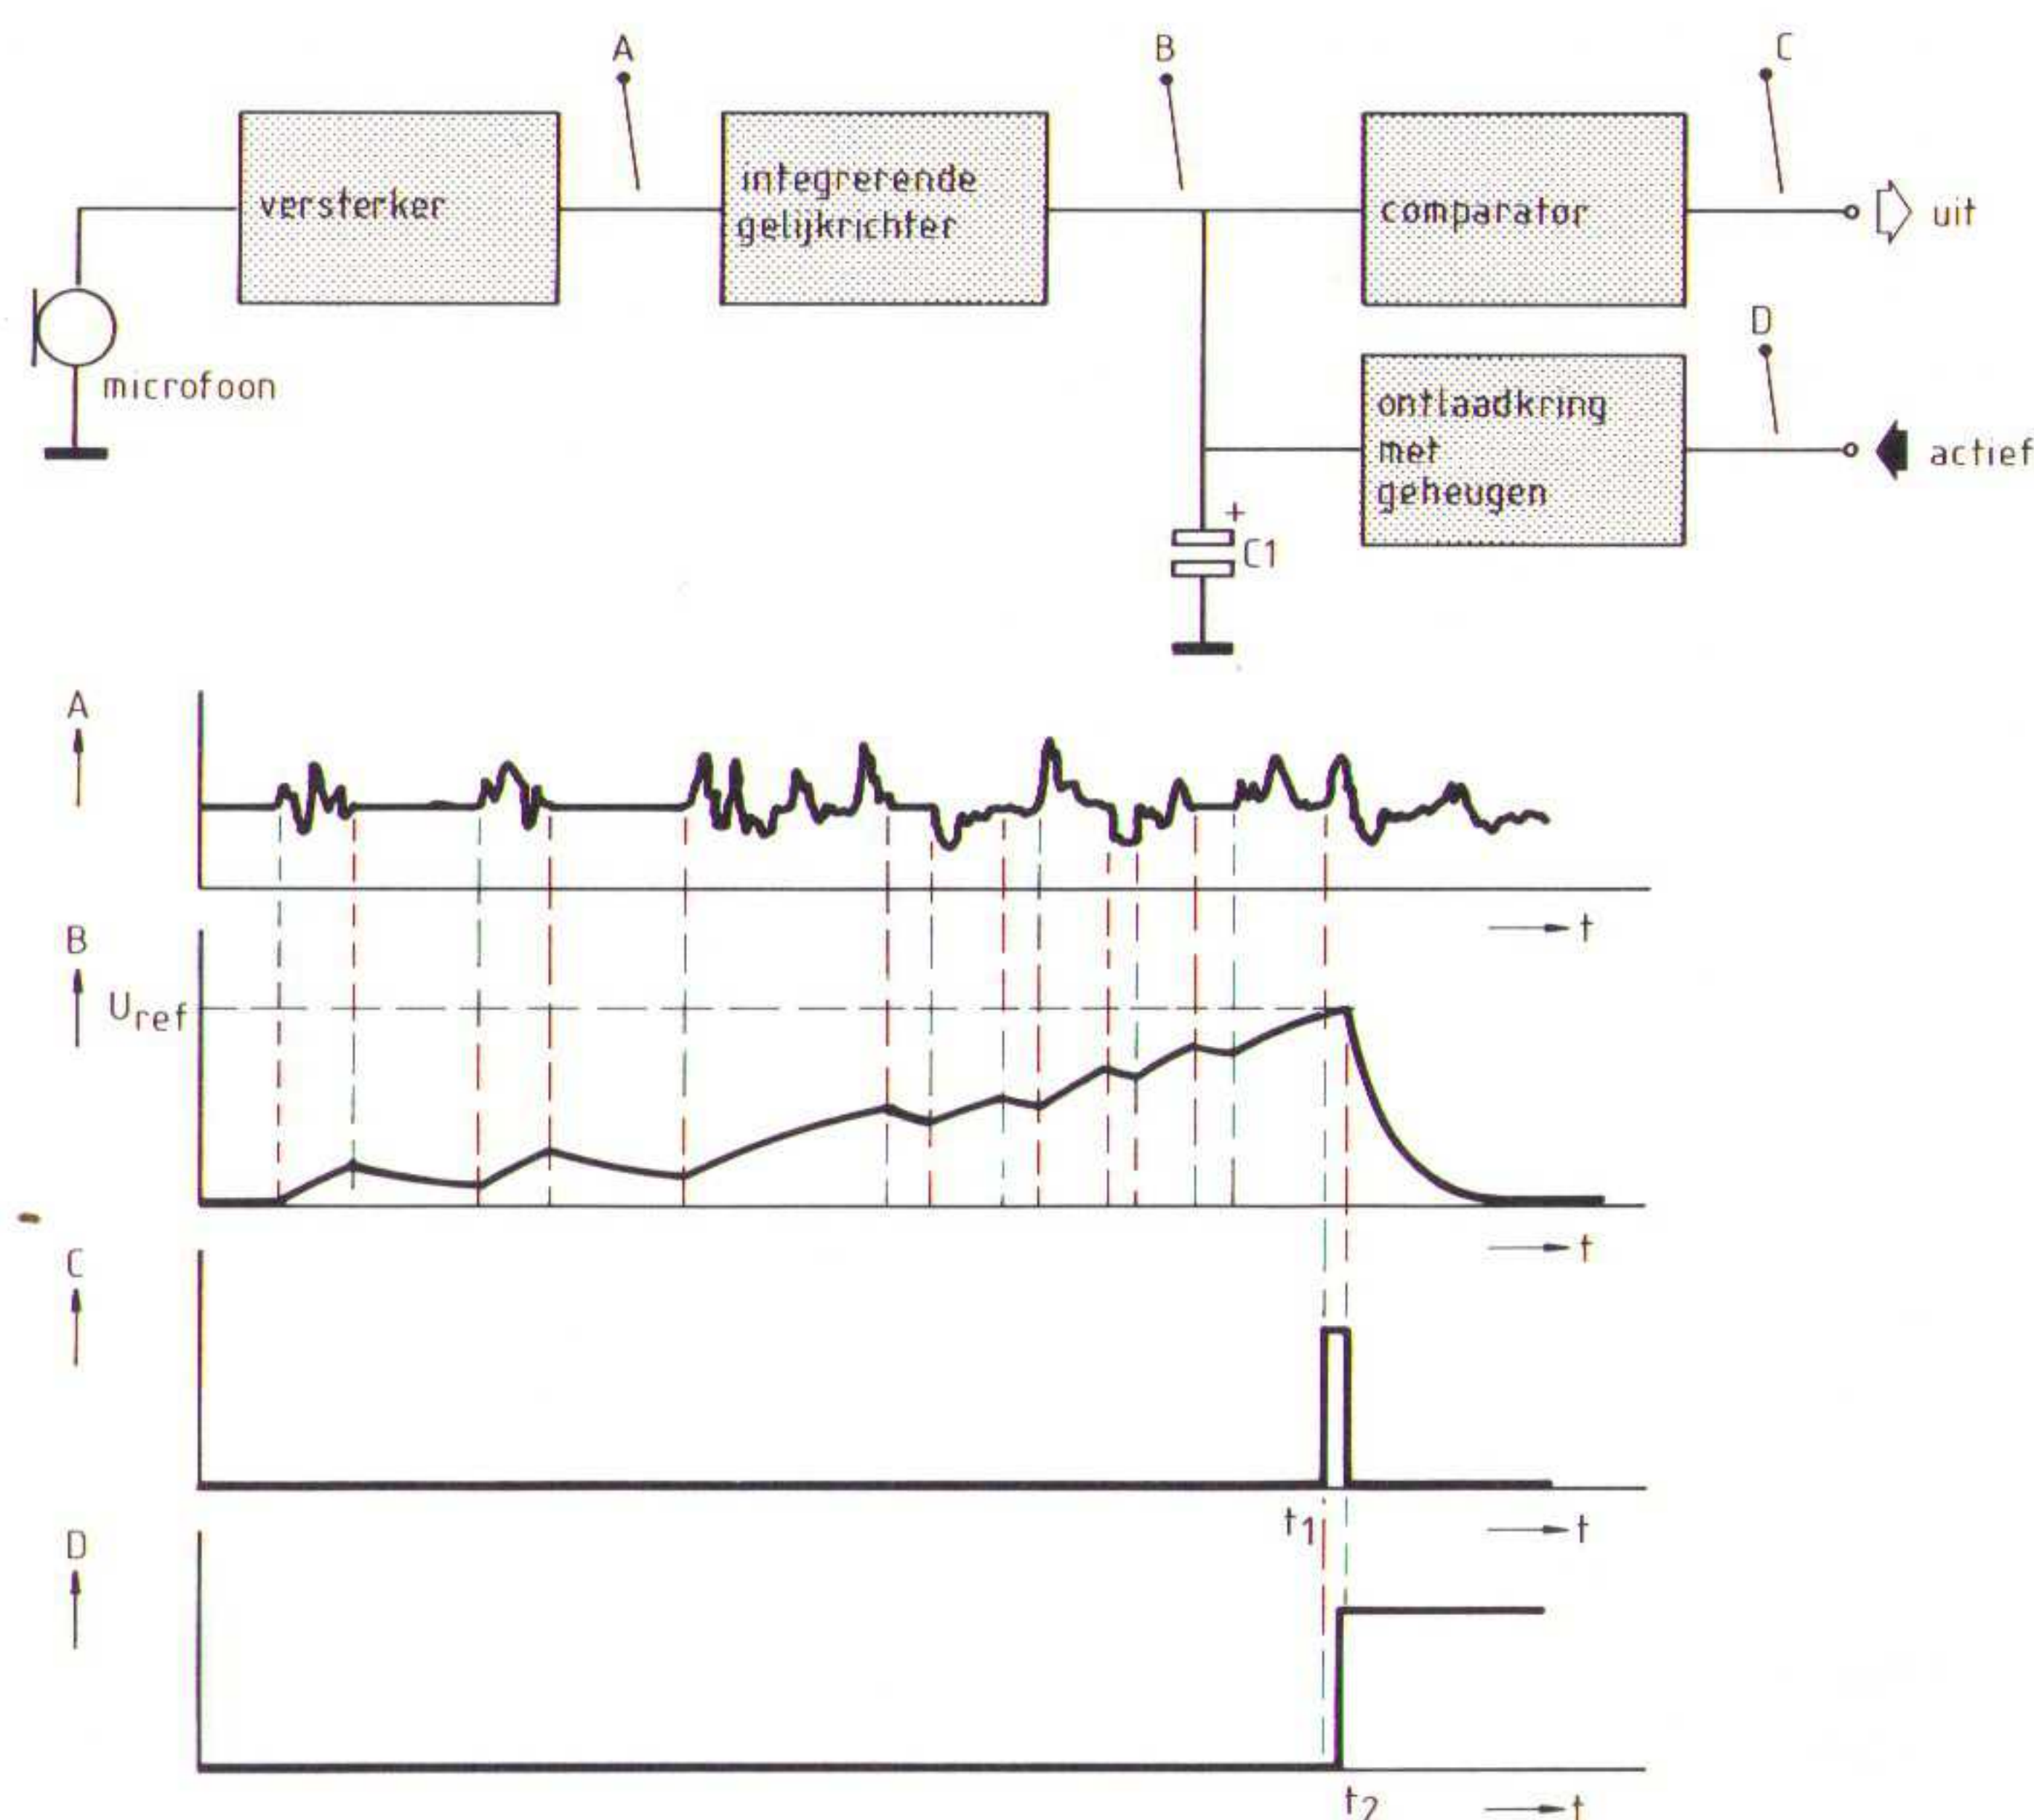 A
B
C
versterker
integrerende
gelijkrichter
comparator
uit
D
microfoon
ontlaadkring
met
geheugen
actief
+
C1
A
t
B
Uref
t
C
t1
t
D
t2
t